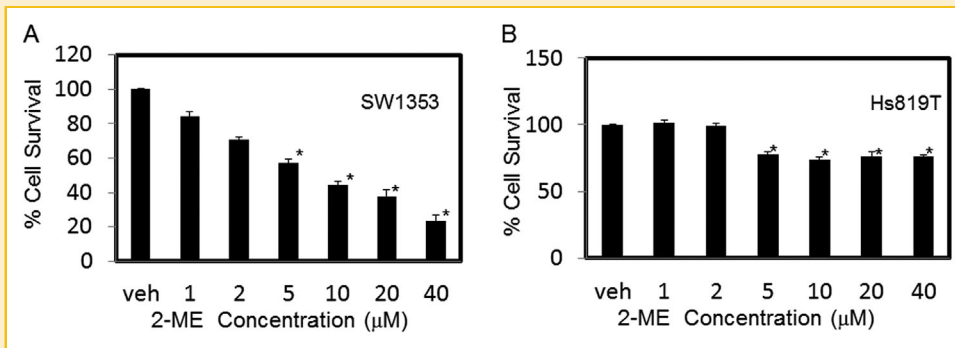 A
120
100
80
60
40
20
0
% Cell Survival
SW1353
* * * *
veh 1 2 5 10 20 40
2-ME Concentration (μM)
B
150
100
50
0
% Cell Survival
Hs819T
* * * *
veh 1 2 5 10 20 40
2-ME Concentration (μM)